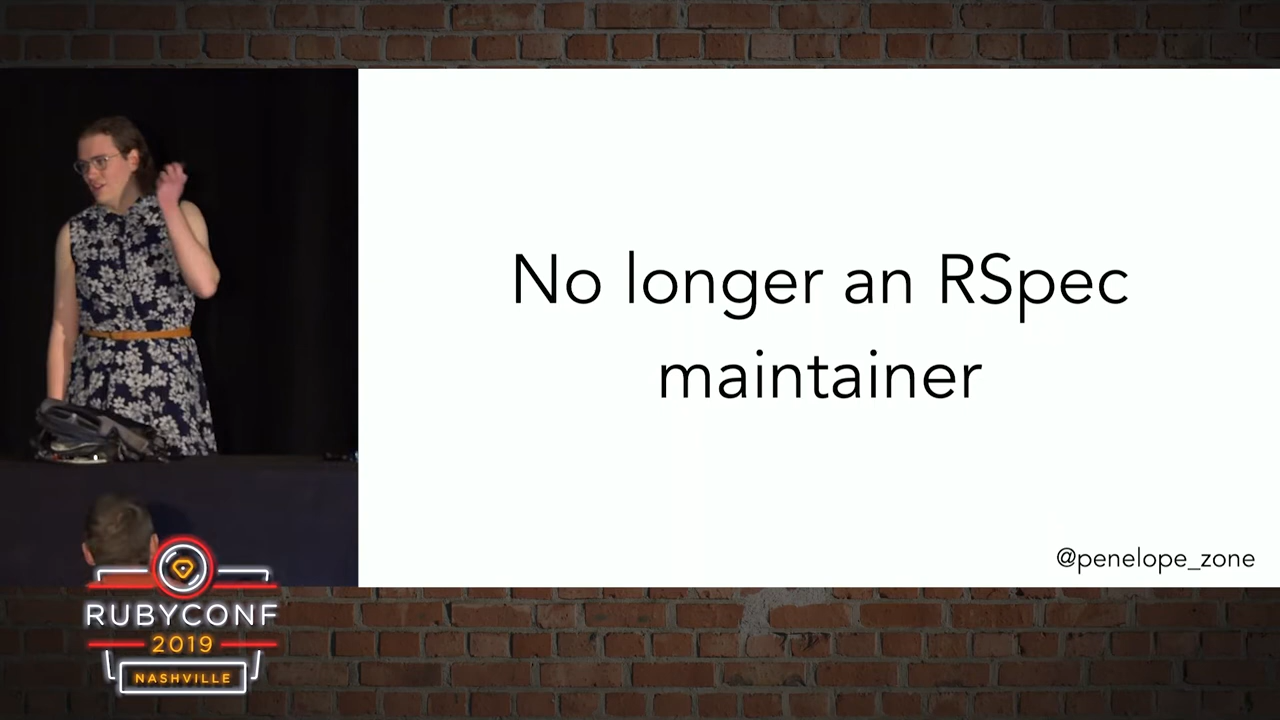 No longer an RSpec
maintainer
@penelope_zone
RUBYCONF
2019
NASHVILLE